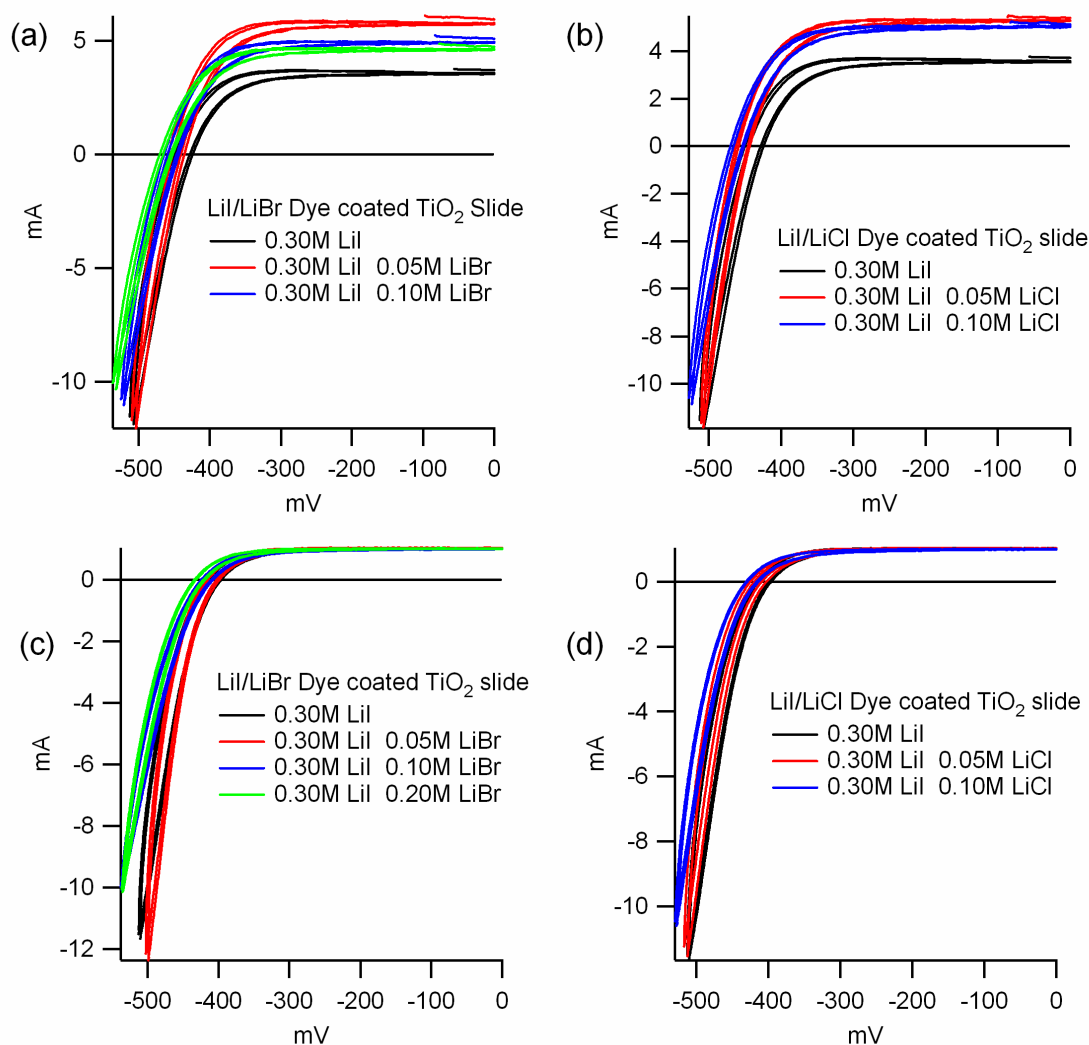 (a)
5
0
-5
-10
mA
LiI/LiBr Dye coated TiO2 Slide
0.30M LiI
0.30M LiI 0.05M LiBr
0.30M LiI 0.10M LiBr
-500 -400 -300 -200 -100 0
mV
(b)
4
2
0
-2
-4
6
-8
-10
mA
LiI/LiCl Dye coated TiO2 slide
0.30M LiI
0.30M LiI 0.05M LiCl
0.30M LiI 0.10M LiCl
-500 -400 -300 -200 -100 0
mV
(c)
0
-2
-4
-6
-8
-10
-12
mA
LiI/LiBr Dye coated TiO2 slide
0.30M LiI
0.30M LiI 0.05M LiBr
0.30M LiI 0.10M LiBr
0.30M LiI 0.20M LiBr
-500 -400 -300 -200 -100 0
mV
(d)
0
-2
-4
-6
-8
-10
mA
LiI/LiCl Dye coated TiO2 slide
0.30M LiI
0.30M LiI 0.05M LiCl
0.30M LiI 0.10M LiCl
-500 -400 -300 -200 -100 0
mV